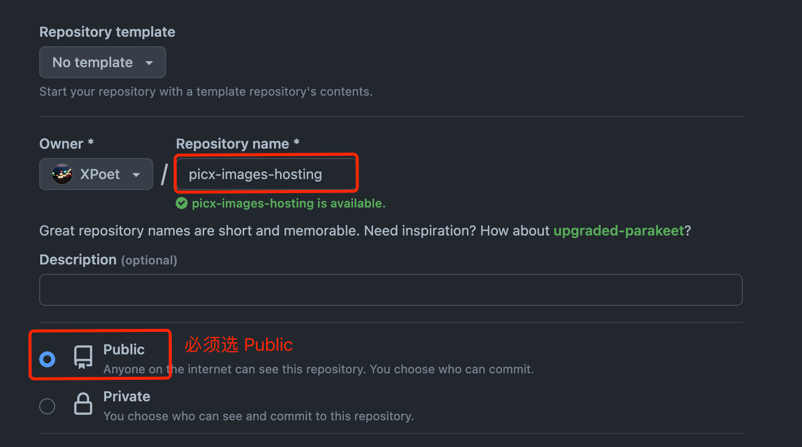 Repository template
No template
Start your repository with a template repository's contents.
Owner * Repository name *
XPoet / picx-images-hosting
picx-images-hosting is available.
Great repository names are short and memorable. Need inspiration? How about upgraded-parakeet?
Description (optional)
Public 必须选 Public
Anyone on the internet can see this repository. You choose who can commit.
Private
You choose who can see and commit to this repository.